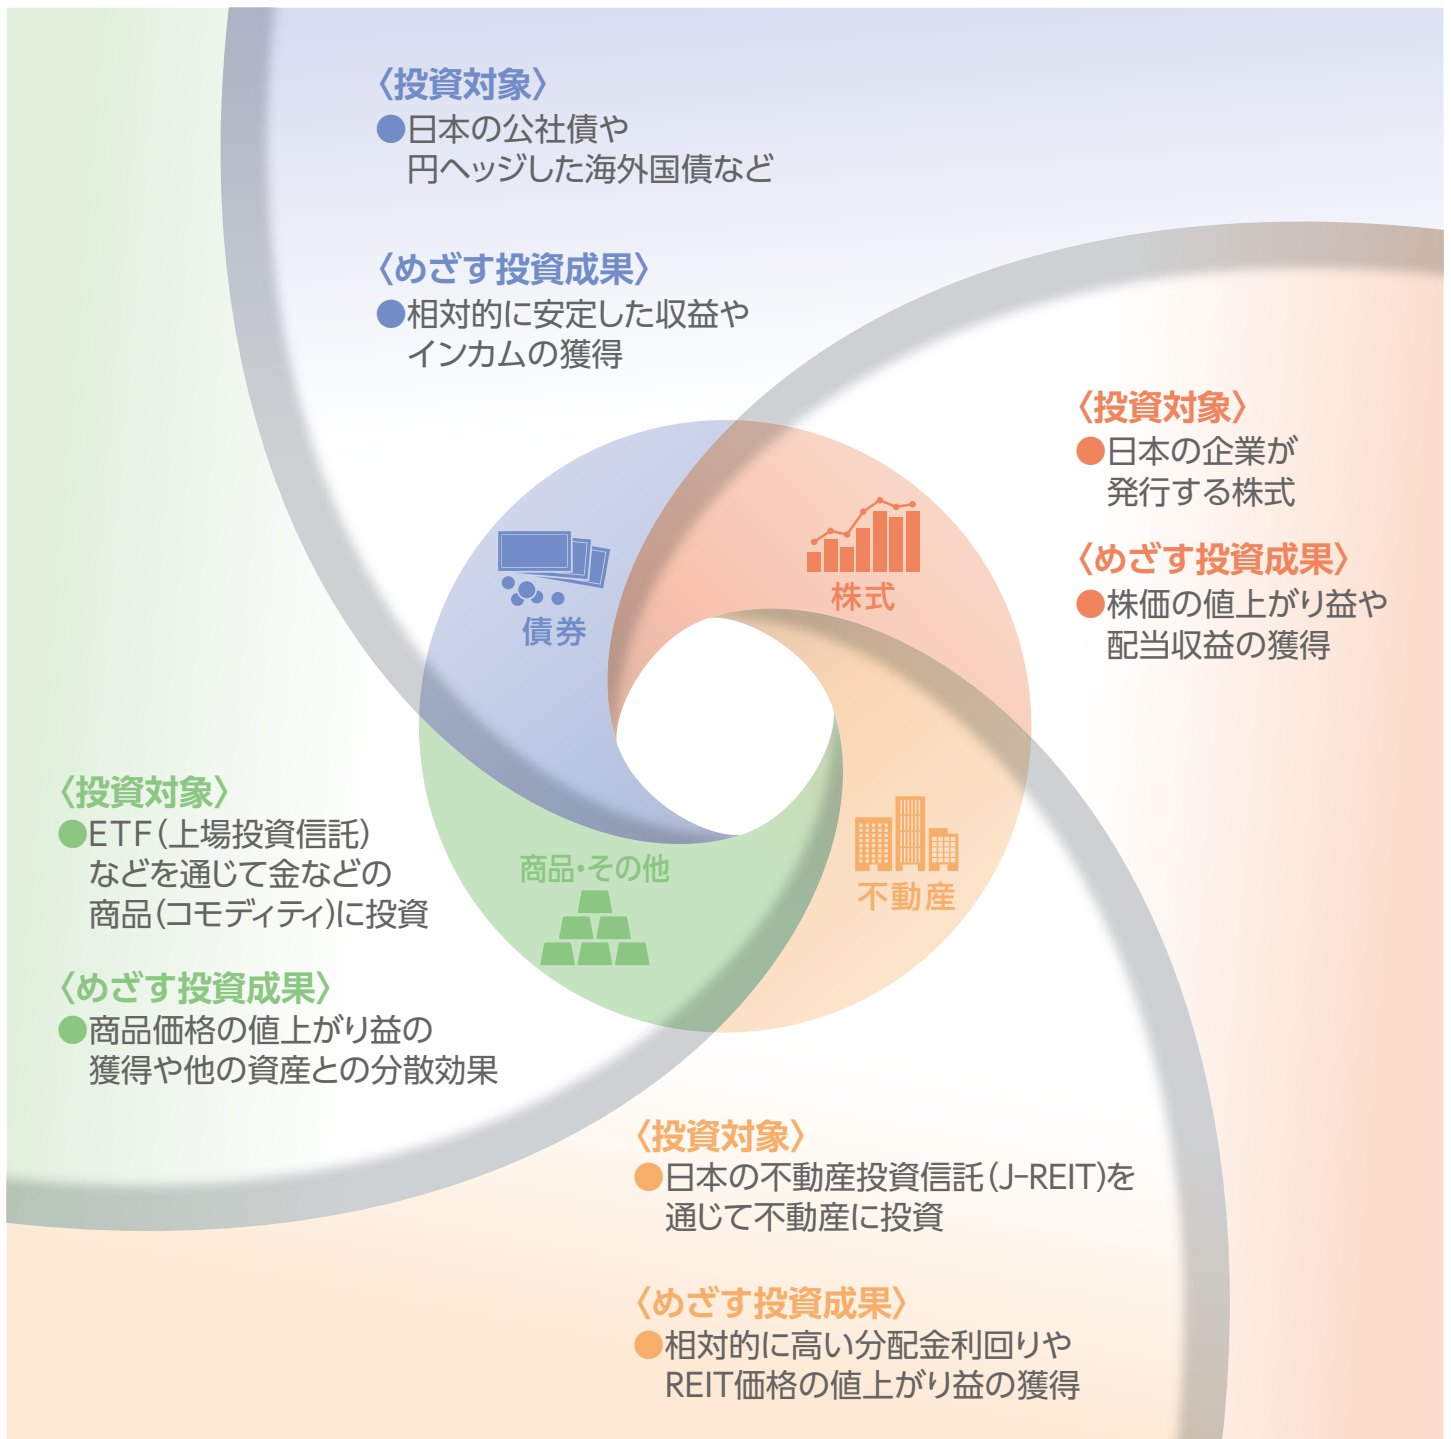 〈投資対象〉
●日本の公社債や
円ヘッジした海外国債など
〈めざす投資成果〉
●相対的に安定した収益や
インカムの獲得
〈投資対象〉
●日本の企業が
発行する株式
〈めざす投資成果〉
●株価の値上がり益や
配当収益の獲得
株式
債券
不動産
商品・その他
〈投資対象〉
●ETF(上場投資信託)
などを通じて金などの
商品(コモディティ)に投資
〈めざす投資成果〉
●商品価格の値上がり益の
獲得や他の資産との分散効果
〈投資対象〉
●日本の不動産投資信託(J-REIT)を
通じて不動産に投資
〈めざす投資成果〉
●相対的に高い分配金利回りや
REIT価格の値上がり益の獲得